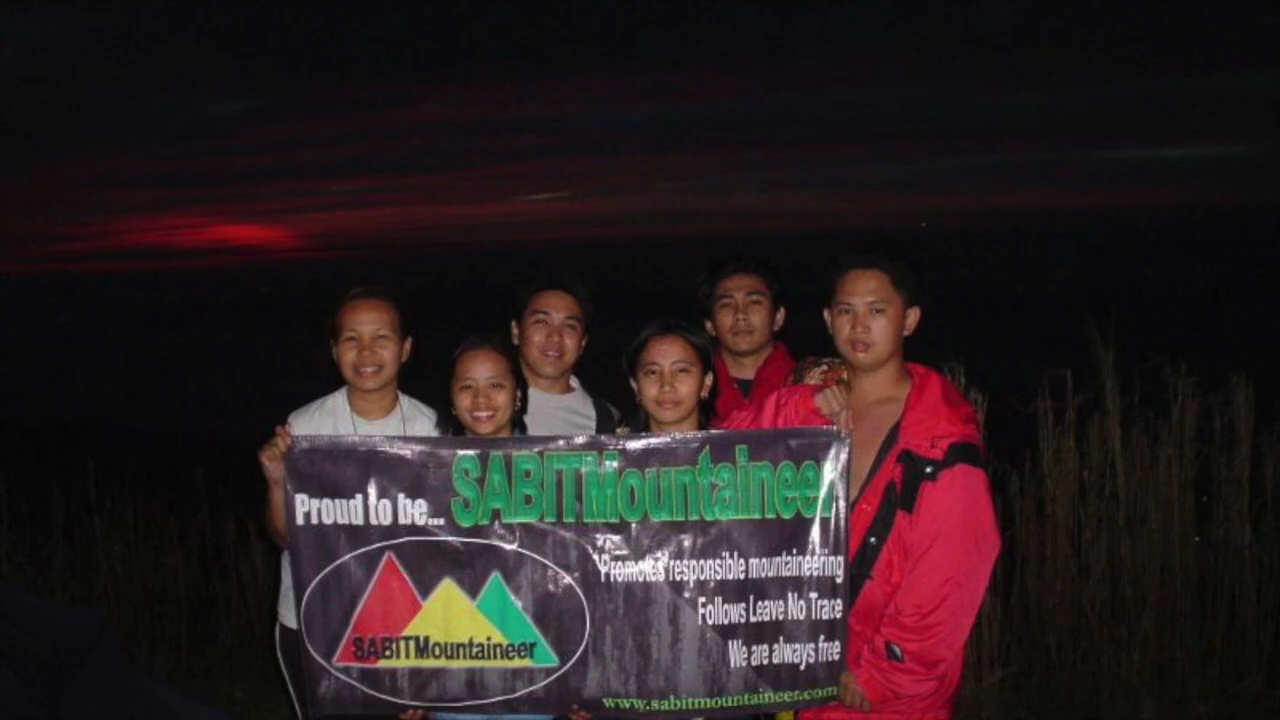 Proud to be... SABITMountaineer
"Promotes responsible mountaineering
Follows Leave No Trace
We are always free
SABITMountaineer
www.sabitmountaineer.com